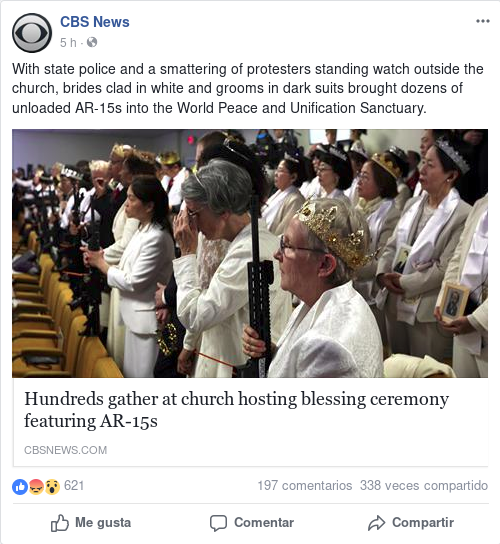 CBS News
5 h ·
With state police and a smattering of protesters standing watch outside the
church, brides clad in white and grooms in dark suits brought dozens of
unloaded AR-15s into the World Peace and Unification Sanctuary.
Hundreds gather at church hosting blessing ceremony
featuring AR-15s
CBSNEWS.COM
621 197 comentarios 338 veces compartido
Me gusta Comentar Compartir